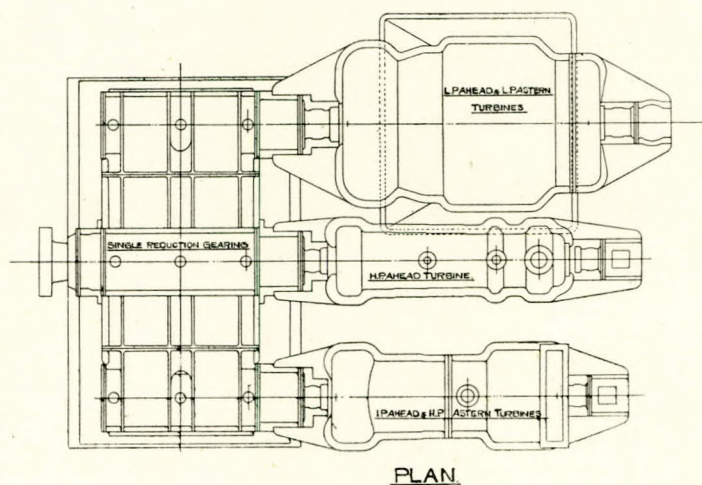 L.P.AHEAD & L.P.ASTERN
TURBINES.
SINGLE REDUCTION GEARING
H.P.AHEAD TURBINE.
I.P.AHEAD & H.P. ASTERN TURBINES
PLAN.